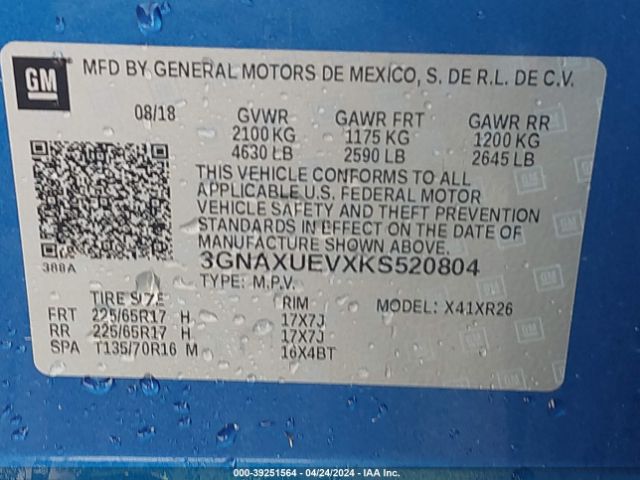 GM
MFD BY GENERAL MOTORS DE MEXICO, S. DE R.L. DE C.V.
08/18 GVWR GAWR FRT GAWR RR
2100 KG 1175 KG 1200 KG
4630 LB 2590 LB 2645 LB
THIS VEHICLE CONFORMS TO ALL
APPLICABLE U.S. FEDERAL MOTOR
VEHICLE SAFETY AND THEFT PREVENTION
STANDARDS IN EFFECT ON THE DATE OF
MANUFACTURE SHOWN ABOVE.
388A
3GNAXUEVXKS520804
TYPE: M.P.V.
TIRE SIZE RIM MODEL: X41XR26
FRT 225/65R17 H 17X7J
RR 225/65R17 H 17X7J
SPA T135/70R16 M 16X4BT
000-39251564 - 04/24/2024 - IAA Inc.